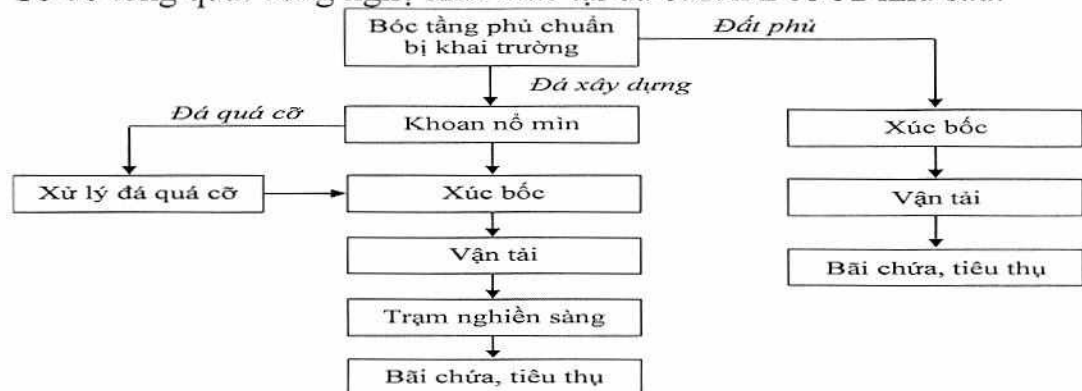 Bóc tầng phủ chuẩn
bị khai trường
Đất phủ
Đá xây dựng
Đá quá cỡ
Khoan nổ mìn
Xúc bốc
Xử lý đá quá cỡ
Xúc bốc
Vận tải
Vận tải
Bãi chứa, tiêu thụ
Trạm nghiền sàng
Bãi chứa, tiêu thụ